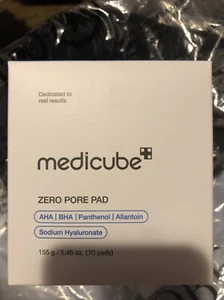 Dedicated to
real results
medicube
ZERO PORE PAD
AHA | BHA | Panthenol | Allantoin
Sodium Hyaluronate
155 g / 5.46 oz. (70 pads)